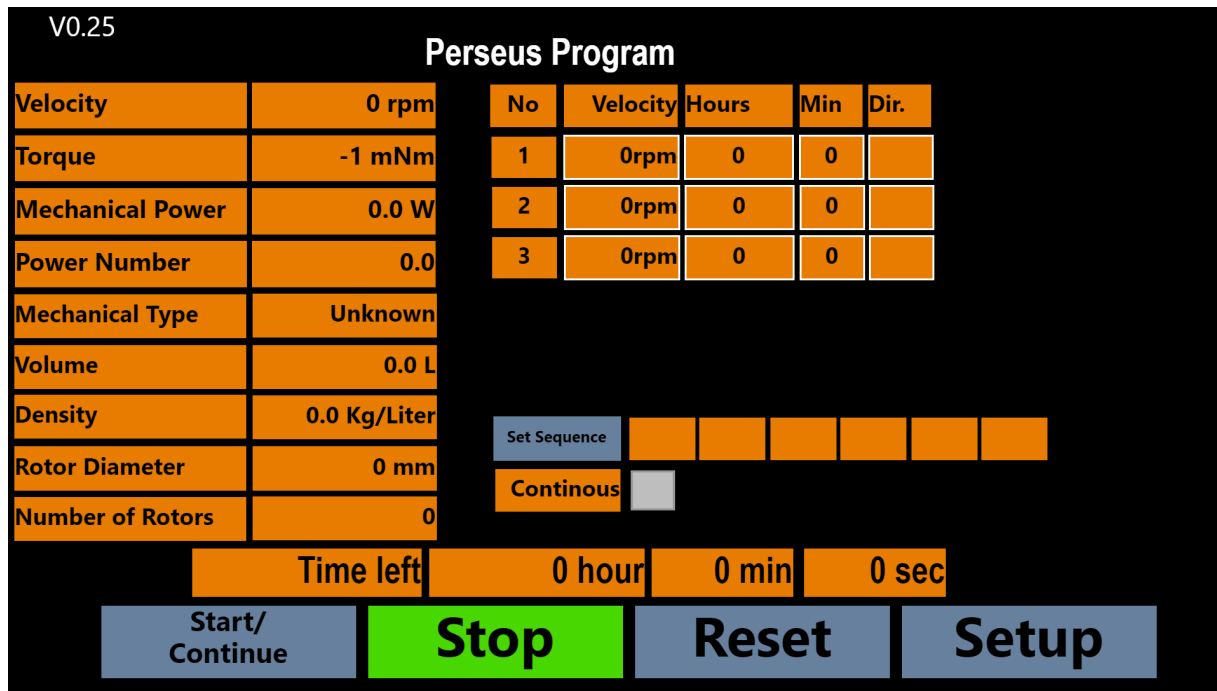 V0.25
Perseus Program
Velocity 0 rpm
Torque -1 mNm
Mechanical Power 0.0 W
Power Number 0.0
Mechanical Type Unknown
Volume 0.0 L
Density 0.0 Kg/Liter
Rotor Diameter 0 mm
Number of Rotors 0
No Velocity Hours Min Dir.
1 0rpm 0 0
2 0rpm 0 0
3 0rpm 0 0
Set Sequence
Continous
Time left 0 hour 0 min 0 sec
Start/
Continue
Stop
Reset
Setup